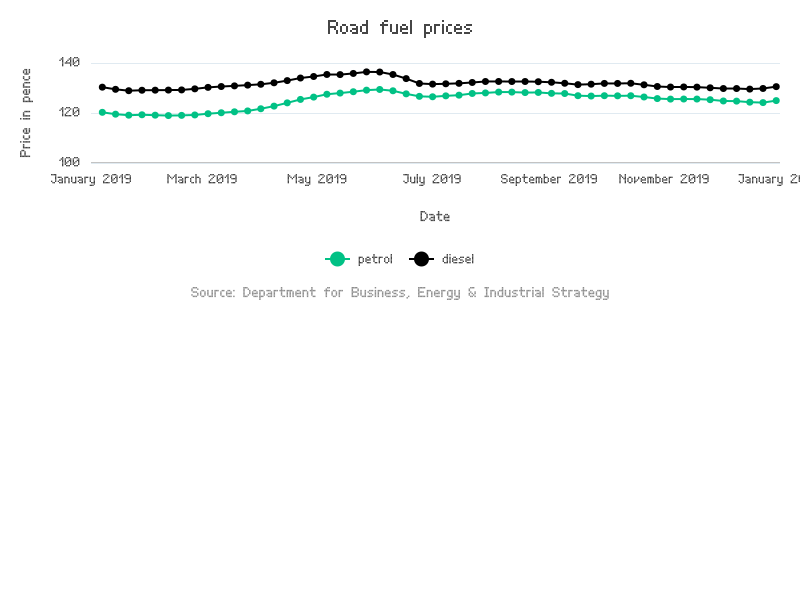 Road fuel prices
140
120
100
Price in pence
January 2019 March 2019 May 2019 July 2019 September 2019 November 2019 January
Date
petrol diesel
Source: Department for Business, Energy & Industrial Strategy